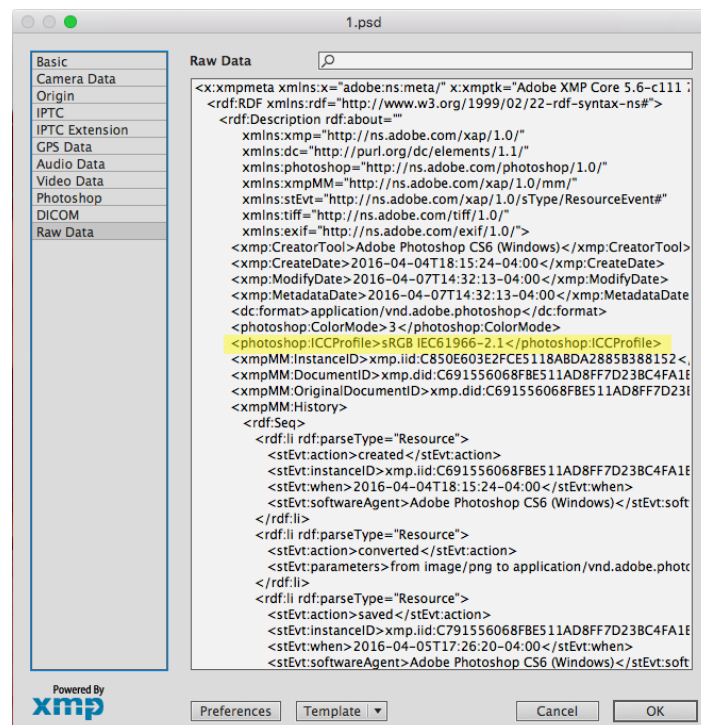 1.psd
Basic
Camera Data
Origin
IPTC
IPTC Extension
GPS Data
Audio Data
Video Data
Photoshop
DICOM
Raw Data
Raw Data
<x:xmpmeta xmlns:x="adobe:ns:meta/" x:xmptk="Adobe XMP Core 5.6-c111
<rdf:RDF xmlns:rdf="http://www.w3.org/1999/02/22-rdf-syntax-ns#">
<rdf:Description rdf:about=""
xmlns:xmp="http://ns.adobe.com/xap/1.0/"
xmlns:dc="http://purl.org/dc/elements/1.1/"
xmlns:photoshop="http://ns.adobe.com/photoshop/1.0/"
xmlns:xmpMM="http://ns.adobe.com/xap/1.0/mm/"
xmlns:stEvt="http://ns.adobe.com/xap/1.0/sType/ResourceEvent#"
xmlns:tiff="http://ns.adobe.com/tiff/1.0/"
xmlns:exif="http://ns.adobe.com/exif/1.0/">
<xmp:CreatorTool>Adobe Photoshop CS6 (Windows)</xmp:CreatorTool>
<xmp:CreateDate>2016-04-04T18:15:24-04:00</xmp:CreateDate>
<xmp:ModifyDate>2016-04-07T14:32:13-04:00</xmp:ModifyDate>
<xmp:MetadataDate>2016-04-07T14:32:13-04:00</xmp:MetadataDate
<dc:format>application/vnd.adobe.photoshop</dc:format>
<photoshop:ColorMode>3</photoshop:ColorMode>
<photoshop:ICCProfile>sRGB IEC61966-2.1</photoshop:ICCProfile>
<xmpMM:InstanceID>xmp.iid:C850E603E2FCE5118ABDA2885B388152<
<xmpMM:DocumentID>xmp.did:C691556068FBE511AD8FF7D23BC4FA1E
<xmpMM:OriginalDocumentID>xmp.did:C691556068FBE511AD8FF7D23
<xmpMM:History>
<rdf:Seq>
<rdf:li rdf:parseType="Resource">
<stEvt:action>created</stEvt:action>
<stEvt:instanceID>xmp.iid:C691556068FBE511AD8FF7D23BC4FA1E
<stEvt:when>2016-04-04T18:15:24-04:00</stEvt:when>
<stEvt:softwareAgent>Adobe Photoshop CS6 (Windows)</stEvt:soft
</rdf:li>
<rdf:li rdf:parseType="Resource">
<stEvt:action>converted</stEvt:action>
<stEvt:parameters>from image/png to application/vnd.adobe.photo
</rdf:li>
<rdf:li rdf:parseType="Resource">
<stEvt:action>saved</stEvt:action>
<stEvt:instanceID>xmp.iid:C791556068FBE511AD8FF7D23BC4FA1E
<stEvt:when>2016-04-05T17:26:20-04:00</stEvt:when>
<stEvt:softwareAgent>Adobe Photoshop CS6 (Windows)</stEvt:soft
Powered By
xmp
Preferences
Template
Cancel
OK